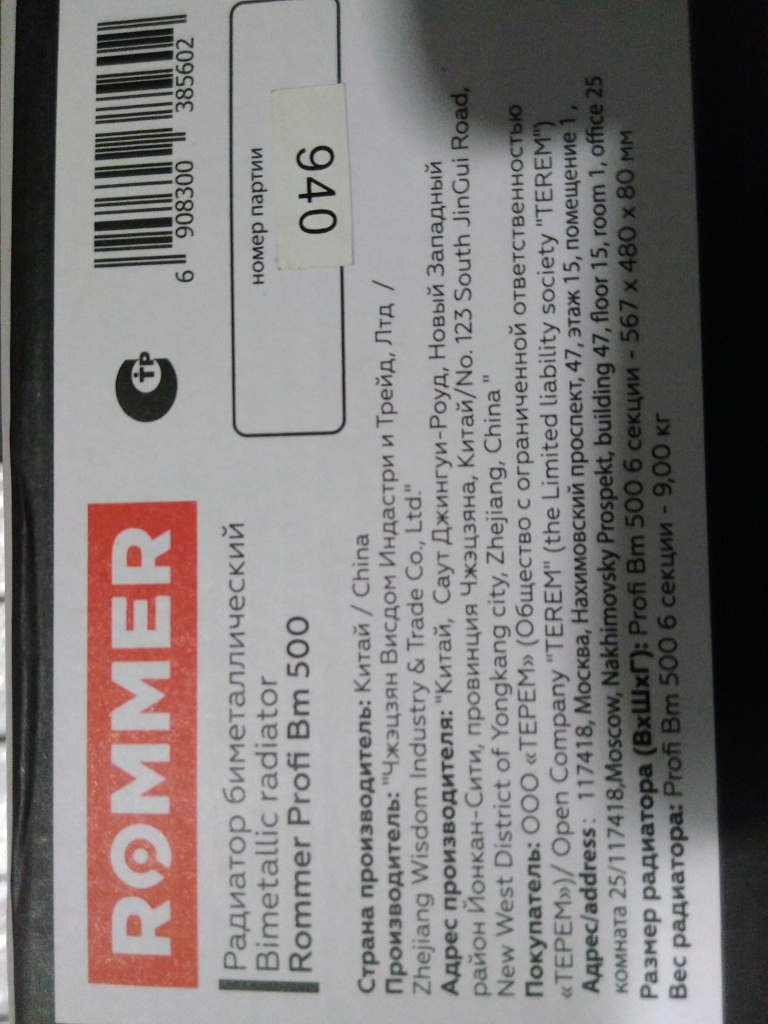 ROMMER
Радиатор биметаллический
Bimetallic radiator
Rommer Profi Bm 500
СТР
6 908300 385602
номер партии
940
Страна производитель: Китай / China
Производитель: "Чжэцзян Висдом Индастри и Трейд, Лтд /
Zhejiang Wisdom Industry & Trade Co., Ltd."
Адрес производителя: "Китай, Саут Джингуи-Роуд, Новый Западный
район Йонкан-Сити, провинция Чжэцзяна, Китай/No. 123 South JinGui Road,
New West District of Yongkang city, Zhejiang, China"
Покупатель: ООО «ТЕРЕМ» (Общество с ограниченной ответственностью
«ТЕРЕМ»)/ Open Company "TEREM" (the Limited liability society "TEREM")
Адрес/address: 117418, Москва, Нахимовский проспект, 47, этаж 15, помещение 1 ,
комната 25/117418,Moscow, Nakhimovsky Prospekt, building 47, floor 15, room 1, office 25
Размер радиатора (ВхШхГ): Profi Bm 500 6 секции - 567 x 480 x 80 мм
Вес радиатора: Profi Bm 500 6 секции - 9,00 кг